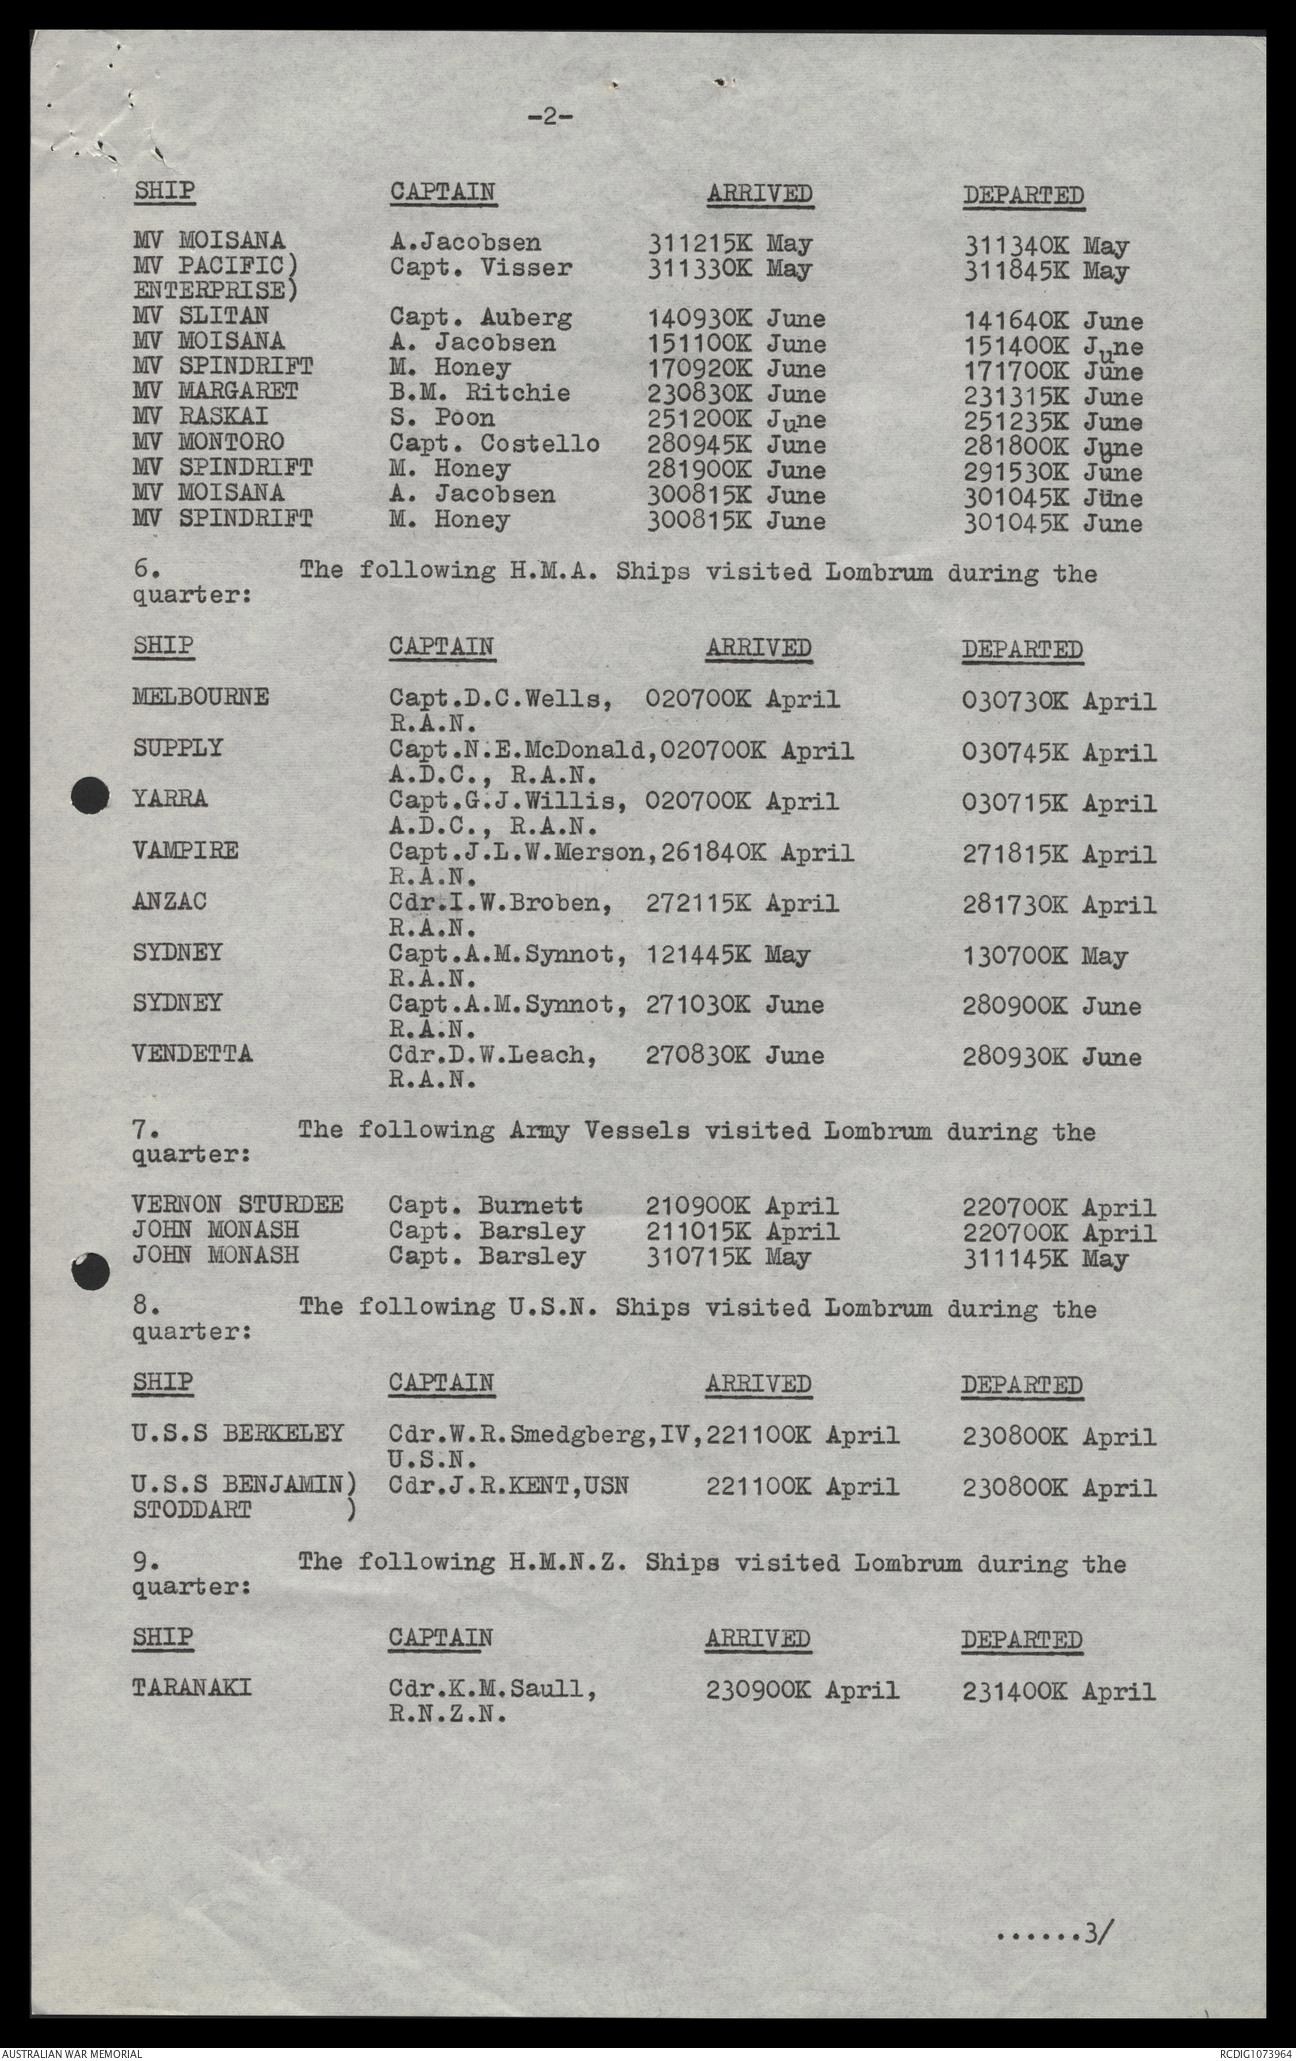 -2-
SHIP CAPTAIN ARRIVED DEPARTED
MV MOISANA A.Jacobsen 311215K May 311340K May
MV PACIFIC) Capt. Visser 311330K May 311845K May
ENTERPRISE)
MV SLITAN Capt. Auberg 140930K June 141640K June
MV MOISANA A. Jacobsen 151100K June 151400K June
MV SPINDRIFT M. Honey 170920K June 171700K June
MV MARGARET B.M. Ritchie 230830K June 231315K June
MV RASKAI S. Poon 251200K June 251235K June
MV MONTORO Capt. Costello 280945K June 281800K June
MV SPINDRIFT M. Honey 281900K June 291530K June
MV MOISANA A. Jacobsen 300815K June 301045K June
MV SPINDRIFT M. Honey 300815K June 301045K June
6. The following H.M.A. Ships visited Lombrum during the
quarter:
SHIP CAPTAIN ARRIVED DEPARTED
MELBOURNE Capt.D.C.Wells, 020700K April 030730K April
R.A.N.
SUPPLY Capt.N.E.McDonald,020700K April 030745K April
A.D.C., R.A.N.
YARRA Capt.G.J.Willis, 020700K April 030715K April
A.D.C., R.A.N.
VAMPIRE Capt.J.L.W.Merson,261840K April 271815K April
R.A.N.
ANZAC Cdr.I.W.Broben, 272115K April 281730K April
R.A.N.
SYDNEY Capt.A.M.Synnot, 121445K May 130700K May
R.A.N.
SYDNEY Capt.A.M.Synnot, 271030K June 280900K June
R.A.N.
VENDETTA Cdr.D.W.Leach, 270830K June 280930K June
R.A.N.
7. The following Army Vessels visited Lombrum during the
quarter:
VERNON STURDEE Capt. Burnett 210900K April 220700K April
JOHN MONASH Capt. Barsley 211015K April 220700K April
JOHN MONASH Capt. Barsley 310715K May 311145K May
8. The following U.S.N. Ships visited Lombrum during the
quarter:
SHIP CAPTAIN ARRIVED DEPARTED
U.S.S BERKELEY Cdr.W.R.Smedgberg,IV,221100K April 230800K April
U.S.N.
U.S.S BENJAMIN) Cdr.J.R.KENT,USN 221100K April 230800K April
STODDART )
9. The following H.M.N.Z. Ships visited Lombrum during the
quarter:
SHIP CAPTAIN ARRIVED DEPARTED
TARANAKI Cdr.K.M.Saull, 230900K April 231400K April
R.N.Z.N.
......3/
AUSTRALIAN WAR MEMORIAL RCDIG1073964